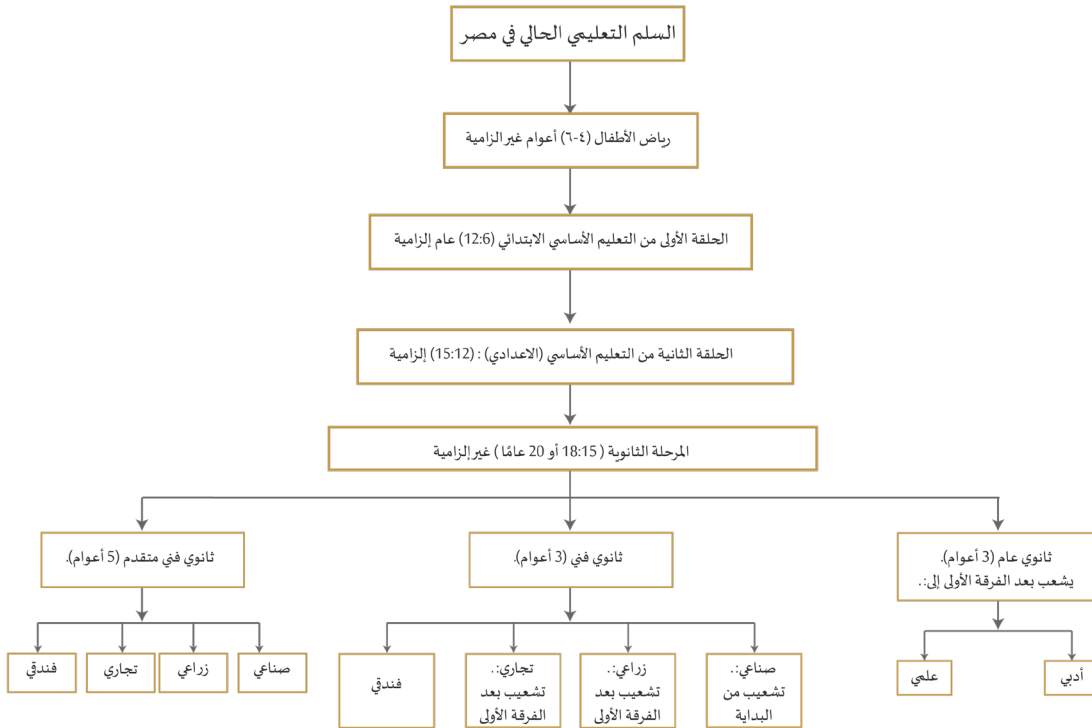 السلم التعليمي الحالي في مصر
رياض الأطفال (٤-٦) أعوام غير الزامية
الحلقة الأولى من التعليم الأساسي الابتدائي (12:6) عام إلزامية
الحلقة الثانية من التعليم الأساسي (الاعدادي) : (15:12) إلزامية
المرحلة الثانوية ( 18:15 أو 20 عامًا ) غير إلزامية
ثانوي عام (3 أعوام).
يشعب بعد الفرقة الأولى إلى:.
ثانوي فني (3 أعوام).
ثانوي فني متقدم (5 أعوام).
أدبي
علمي
صناعي:.
تشعيب من
البداية
زراعي:.
تشعيب بعد
الفرقة الأولى
تجاري:.
تشعيب بعد
الفرقة الأولى
فندقي
صناعي
زراعي
تجاري
فندقي